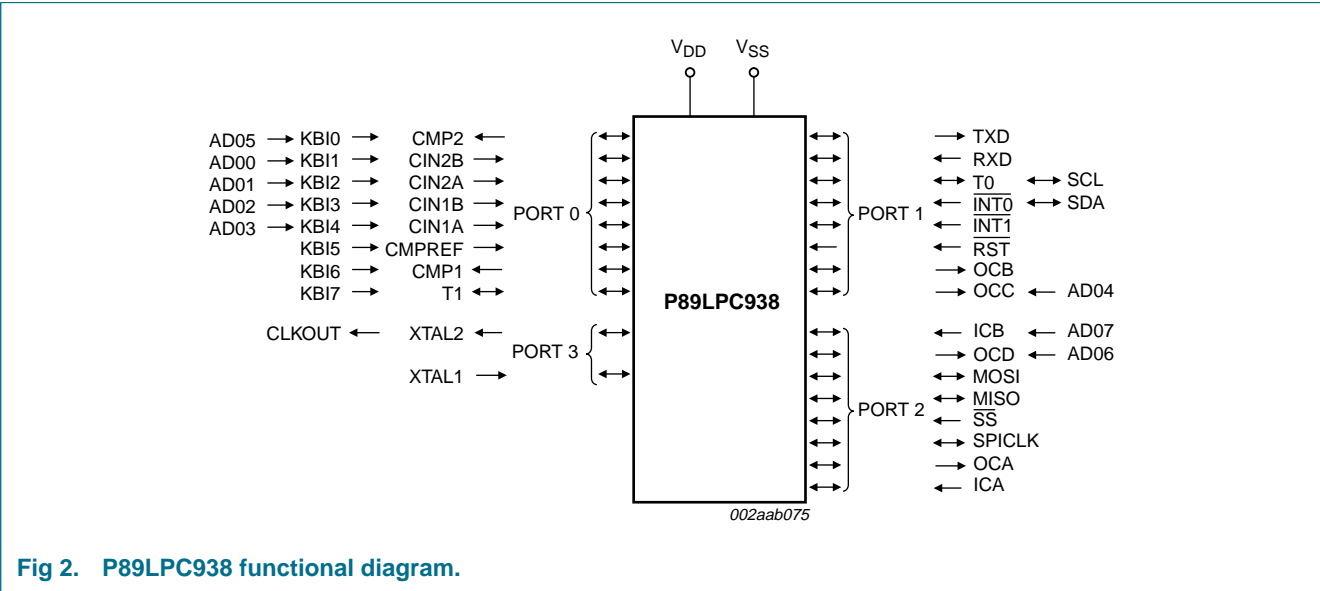 VDD VSS
AD05 KBI0 CMP2 TXD
AD00 KBI1 CIN2B RXD
AD01 KBI2 CIN2A T0 SCL
AD02 KBI3 CIN1B PORT 0 PORT 1 INT0 SDA
AD03 KBI4 CIN1A INT1
KBI5 CMPREF RST
KBI6 CMP1 OCB
KBI7 T1 OCC AD04
P89LPC938
CLKOUT XTAL2 ICB AD07
PORT 3 OCD AD06
XTAL1 MOSI
MISO
PORT 2
SS
SPICLK
OCA
ICA
002aab075
Fig 2. P89LPC938 functional diagram.